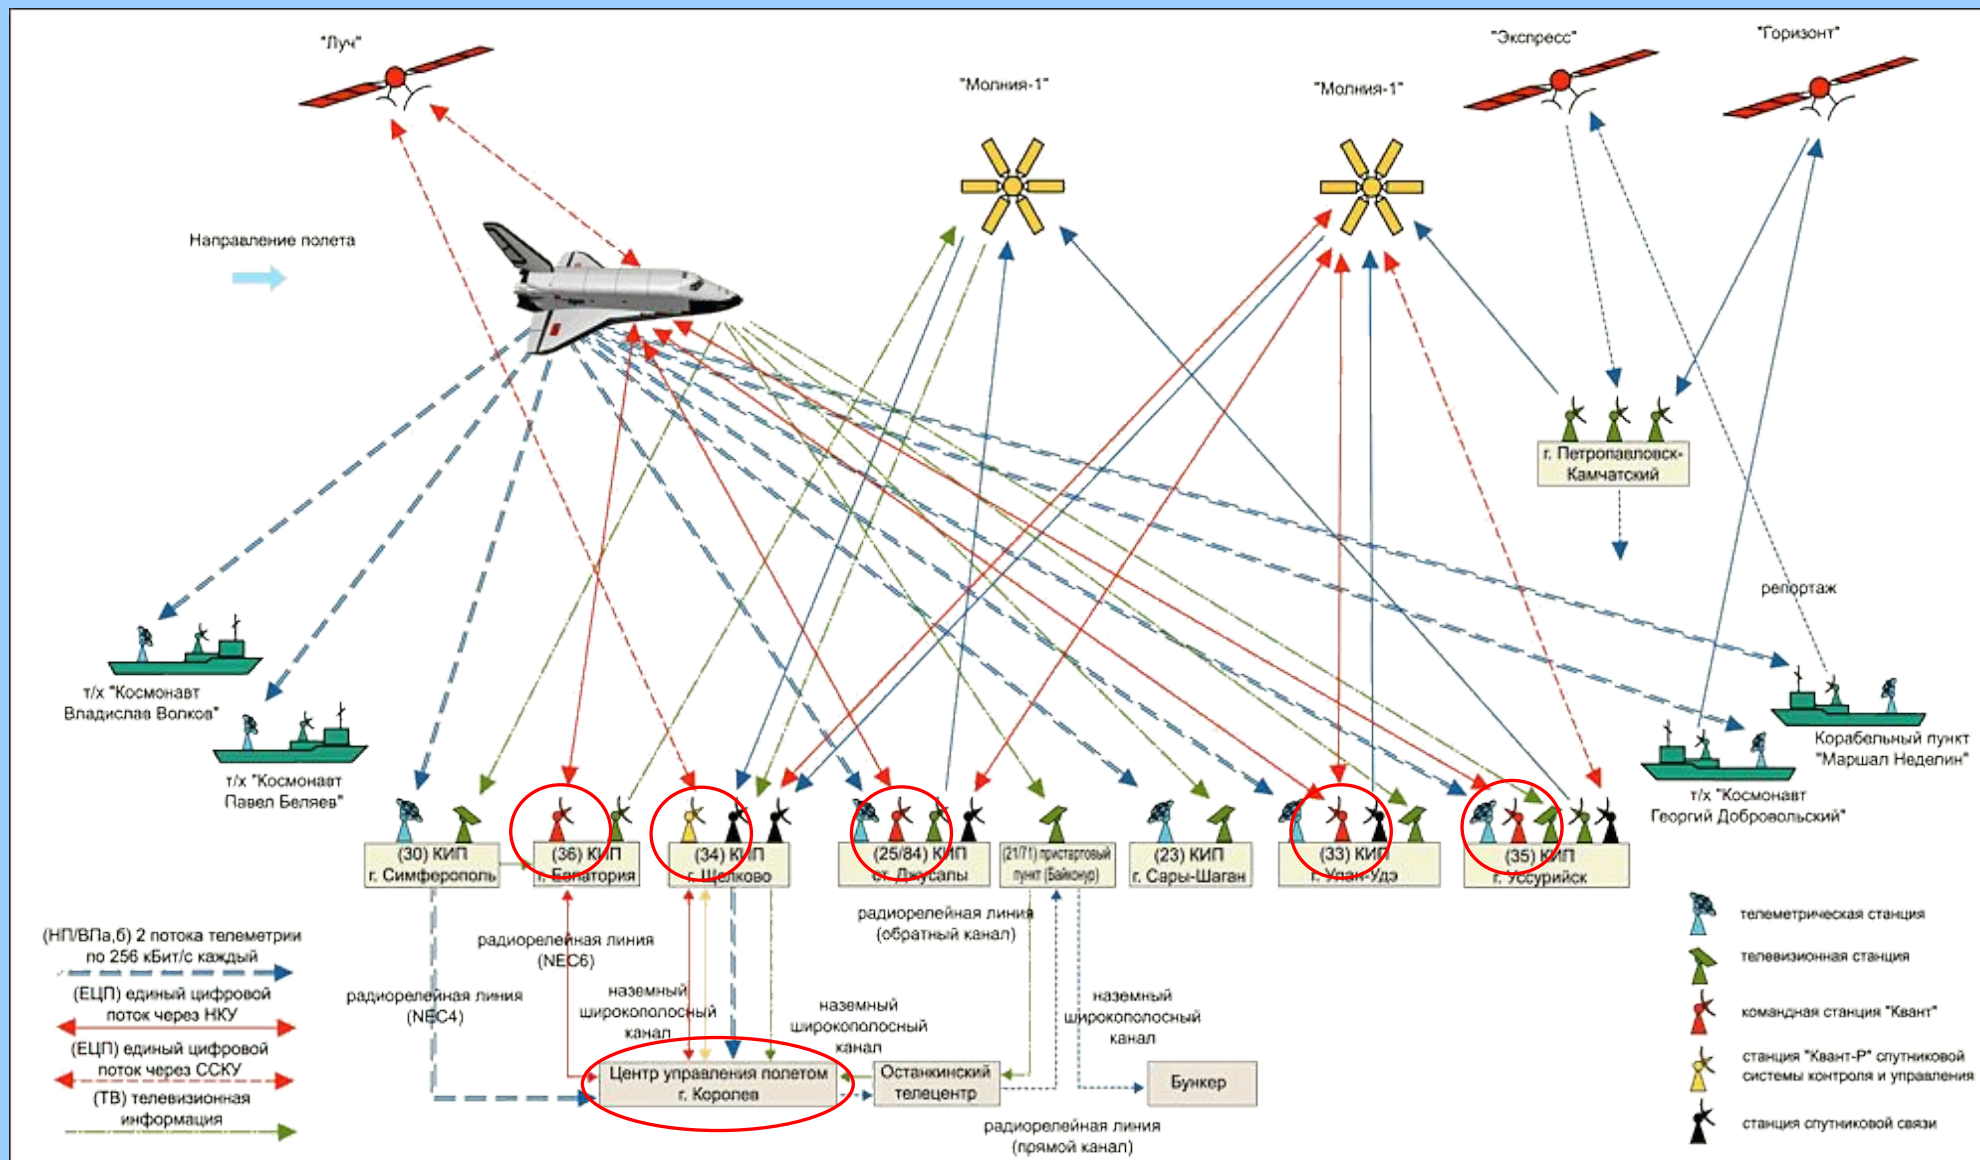 "Луч"
"Молния-1"
"Молния-1"
"Экспресс"
"Горизонт"
Направление полета
г. Петропавловск-
Камчатский
репортаж
т/х "Космонавт
Владислав Волков"
т/х "Космонавт
Павел Беляев"
Корабельный пункт
"Маршал Неделин"
т/х "Космонавт
Георгий Добровольский"
(30) КИП
г. Симферополь
(36) КИП
г. Евпатория
(34) КИП
г. Щелково
(25/84) КИП
ст. Джусалы
(21/71) пристартовый
пункт (Байконур)
(23) КИП
г. Сары-Шаган
(33) КИП
г. Улан-Удэ
(35) КИП
г. Уссурийск
(НП/ВПа,б) 2 потока телеметрии
по 256 кБит/с каждый
(ЕЦП) единый цифровой
поток через НКУ
(ЕЦП) единый цифровой
поток через ССКУ
(ТВ) телевизионная
информация
радиорелейная линия
(NEC4)
радиорелейная линия
(NEC6)
наземный
широкополосный
канал
наземный
широкополосный
канал
радиорелейная линия
(обратный канал)
наземный
широкополосный
канал
Центр управления полетом
г. Королев
Останкинский
телецентр
Бункер
радиорелейная линия
(прямой канал)
телеметрическая станция
телевизионная станция
командная станция "Квант"
станция "Квант-Р" спутниковой
системы контроля и управления
станция спутниковой связи